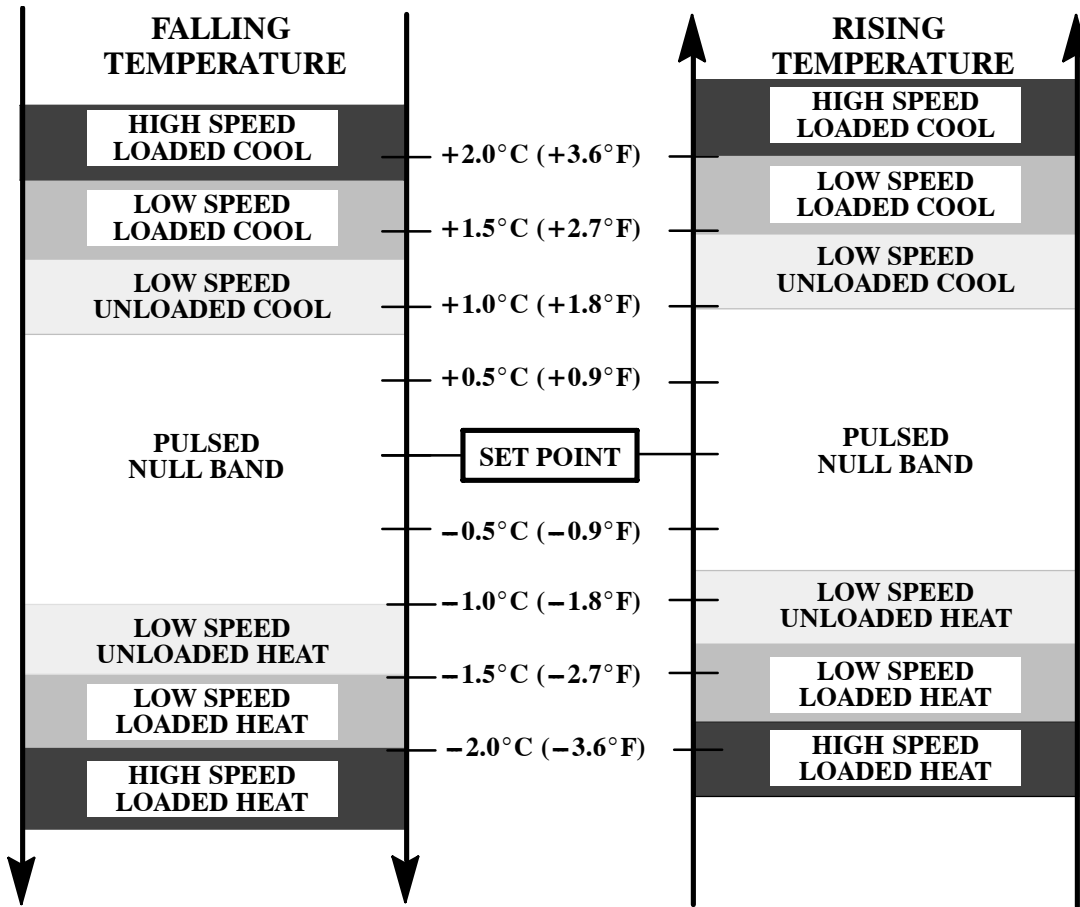 FALLING
TEMPERATURE
HIGH SPEED
LOADED COOL
LOW SPEED
LOADED COOL
LOW SPEED
UNLOADED COOL
PULSED
NULL BAND
LOW SPEED
UNLOADED HEAT
LOW SPEED
LOADED HEAT
HIGH SPEED
LOADED HEAT
+2.0°C (+3.6°F)
+1.5°C (+2.7°F)
+1.0°C (+1.8°F)
+0.5°C (+0.9°F)
SET POINT
−0.5°C (−0.9°F)
−1.0°C (−1.8°F)
−1.5°C (−2.7°F)
−2.0°C (−3.6°F)
RISING
TEMPERATURE
HIGH SPEED
LOADED COOL
LOW SPEED
LOADED COOL
LOW SPEED
UNLOADED COOL
PULSED
NULL BAND
LOW SPEED
UNLOADED HEAT
LOW SPEED
LOADED HEAT
HIGH SPEED
LOADED HEAT